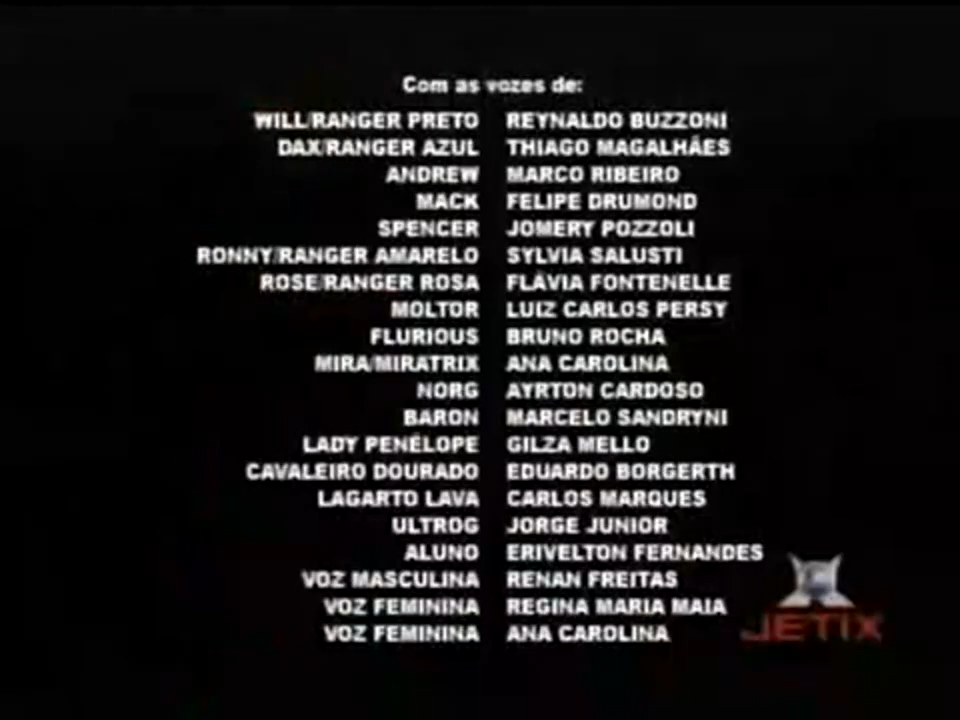 Com as vozes de:
WILL/RANGER PRETO REYNALDO BUZZONI
DAX/RANGER AZUL THIAGO MAGALHÃES
ANDREW MARCO RIBEIRO
MACK FELIPE DRUMOND
SPENCER JOMERY POZZOLI
RONNY/RANGER AMARELO SYLVIA SALUSTI
ROSE/RANGER ROSA FLÁVIA FONTENELLE
MOLTOR LUIZ CARLOS PERSY
FLURIOUS BRUNO ROCHA
MIRA/MIRATRIX ANA CAROLINA
NORG AYRTON CARDOSO
BARON MARCELO SANDRYNI
LADY PENÉLOPE GILZA MELLO
CAVALEIRO DOURADO EDUARDO BORGERTH
LAGARTO LAVA CARLOS MARQUES
ULTROG JORGE JUNIOR
ALUNO ERIVELTON FERNANDES
VOZ MASCULINA RENAN FREITAS
VOZ FEMININA REGINA MARIA MAIA
VOZ FEMININA ANA CAROLINA
JETIX